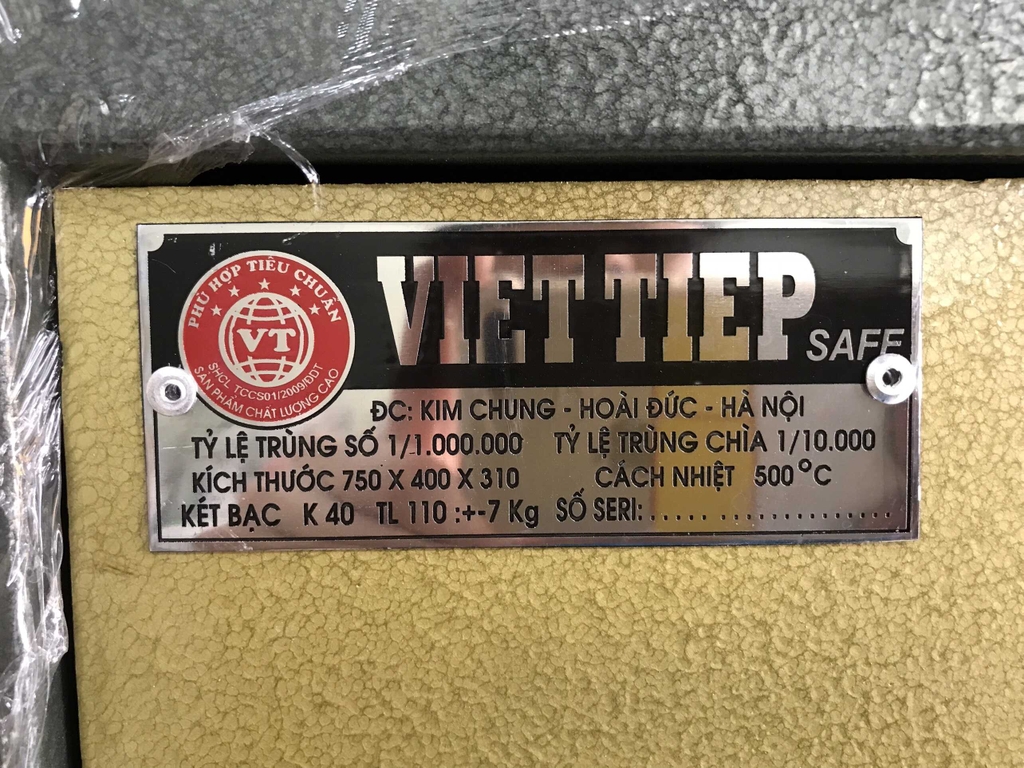 PHÙ HỢP TIÊU CHUẨN
VT
SHCL TCCS01/2009/ĐDT
SẢN PHẨM CHẤT LƯỢNG CAO
VIET TIEP
SAFE
ĐC: KIM CHUNG - HOÀI ĐỨC - HÀ NỘI
TỶ LỆ TRÙNG SỐ 1/1.000.000 TỶ LỆ TRÙNG CHÌA 1/10.000
KÍCH THƯỚC 750 X 400 X 310 CÁCH NHIỆT 500°C
KÉT BẠC K 40 TL 110 :+-7 Kg SỐ SERI: ..................